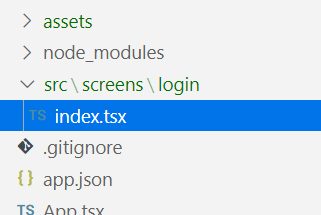 assets
node_modules
src\screens\login
TS index.tsx
.gitignore
{} app.json
TS App.tsx